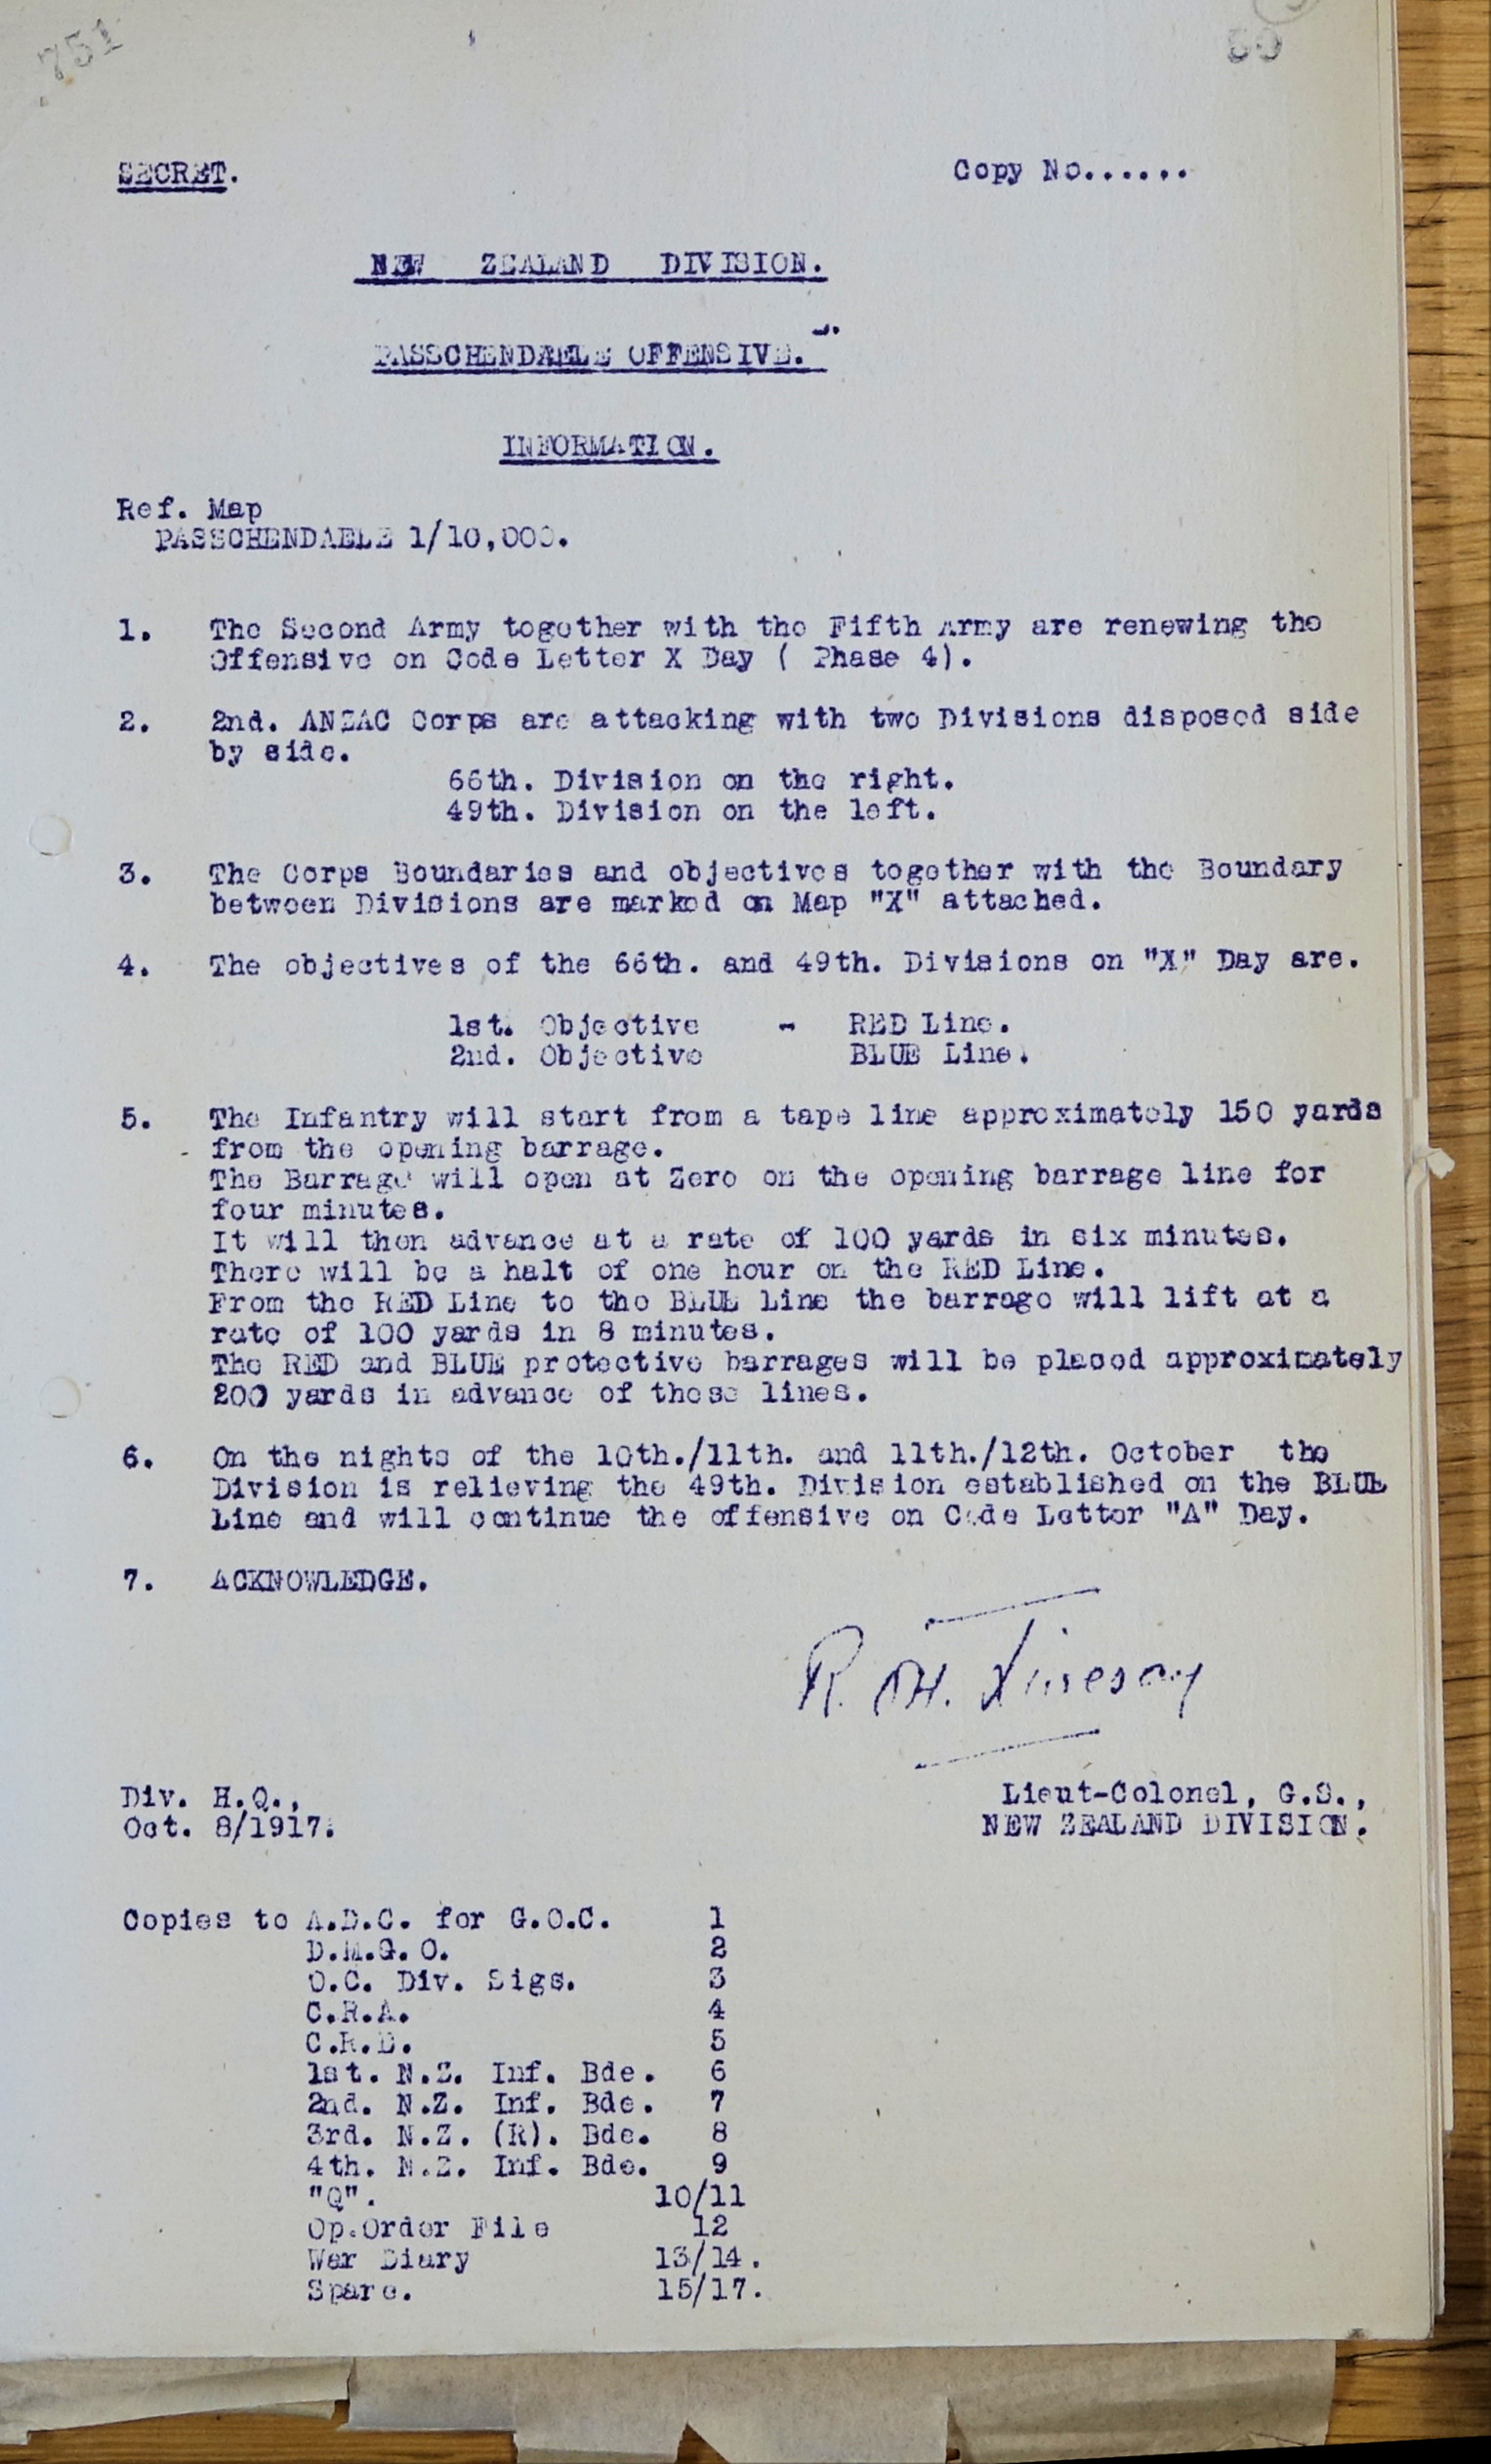 751
SECRET.
Copy No......
NEW ZEALAND DIVISION.
PASSCHENDAELE OFFENSIVE.
INFORMATION.
Ref. Map
PASSCHENDAELE 1/10,000.
1. The Second Army together with the Fifth Army are renewing the
Offensive on Code Letter X Day ( Phase 4).
2. 2nd. ANZAC Corps are attacking with two Divisions disposed side
by side.
66th. Division on the right.
49th. Division on the left.
3. The Corps Boundaries and objectives together with the Boundary
between Divisions are marked on Map "X" attached.
4. The objectives of the 66th. and 49th. Divisions on "X" Day are.
1st. Objective - RED Line.
2nd. Objective BLUE Line.
5. The Infantry will start from a tape line approximately 150 yards
from the opening barrage.
The Barrage will open at Zero on the opening barrage line for
four minutes.
It will then advance at a rate of 100 yards in six minutes.
There will be a halt of one hour on the RED Line.
From the RED Line to the BLUE Line the barrage will lift at a
rate of 100 yards in 8 minutes.
The RED and BLUE protective barrages will be placed approximately
200 yards in advance of these lines.
6. On the nights of the 10th./11th. and 11th./12th. October the
Division is relieving the 49th. Division established on the BLUE
Line and will continue the offensive on Code Letter "A" Day.
7. ACKNOWLEDGE.
Div. H.Q.,
Oct. 8/1917.
Lieut-Colonel, G.S.,
NEW ZEALAND DIVISION.
Copies to A.D.C. for G.O.C. 1
D.M.G.O. 2
O.C. Div. Sigs. 3
C.R.A. 4
C.R.E. 5
1st. N.Z. Inf. Bde. 6
2nd. N.Z. Inf. Bde. 7
3rd. N.Z. (R). Bde. 8
4th. N.Z. Inf. Bde. 9
"Q". 10/11
Op.Order File 12
War Diary 13/14.
Spare. 15/17.